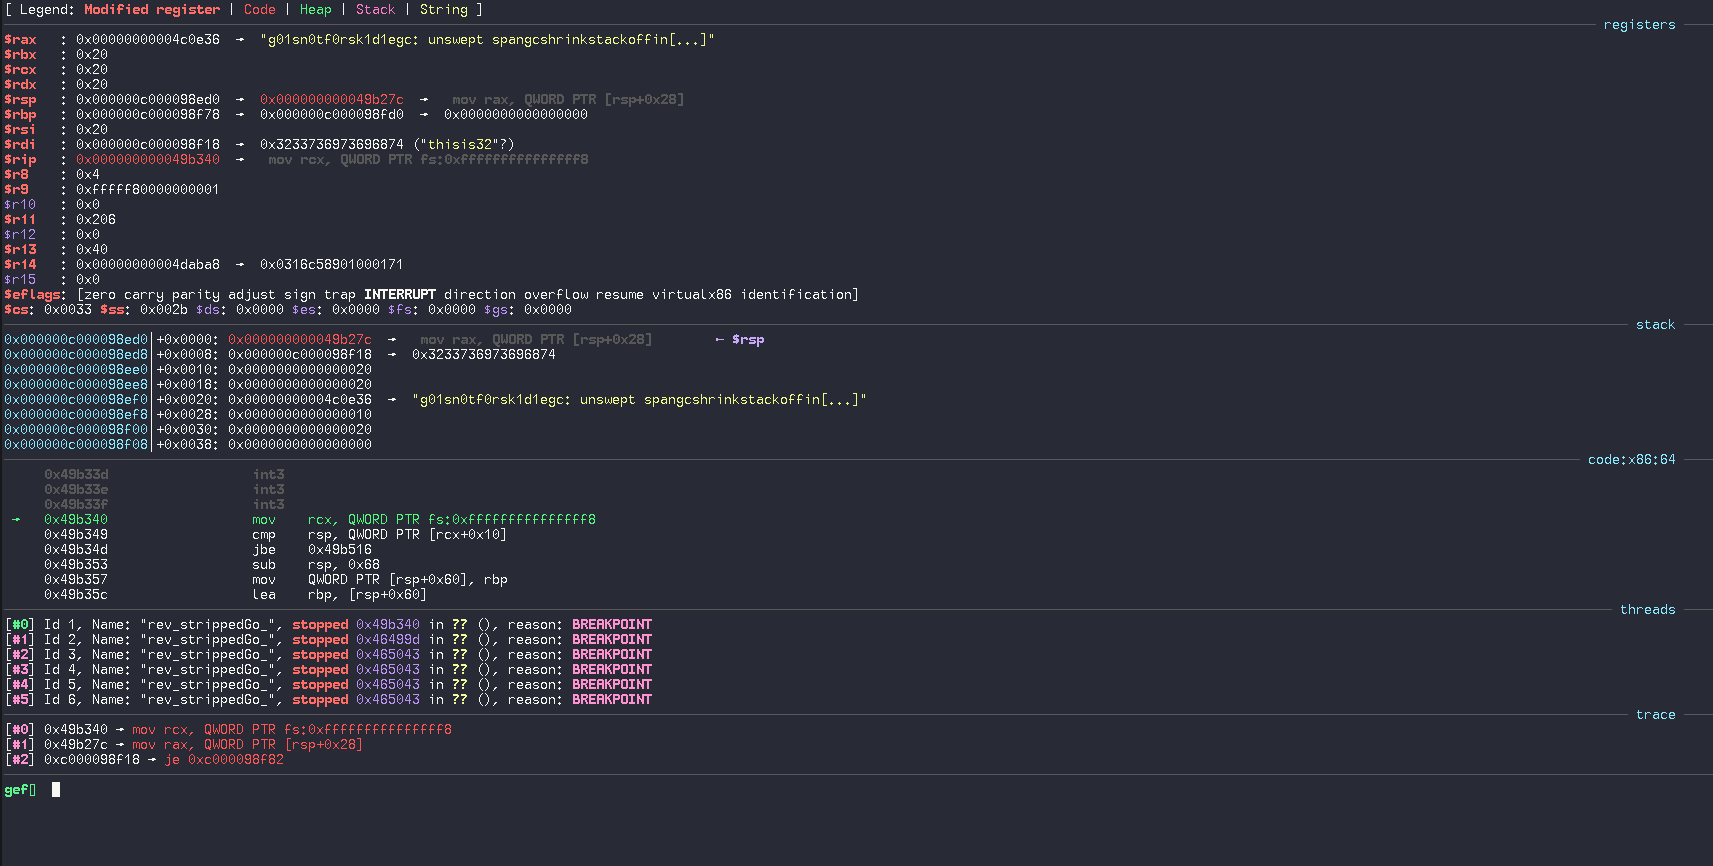 [ Legend: Modified register | Code | Heap | Stack | String ]
registers
$rax   : 0x00000000004c0e36  →  "g01sn0tf0rsk1d1egc: unswept spangcshrinkstackoffin[...]"
$rbx   : 0x20
$rcx   : 0x20
$rdx   : 0x20
$rsp   : 0x000000c000098ed0  →  0x000000000049b27c  →   mov rax, QWORD PTR [rsp+0x28]
$rbp   : 0x000000c000098f78  →  0x000000c000098fd0  →  0x0000000000000000
$rsi   : 0x20
$rdi   : 0x000000c000098f18  →  0x3233736973696874 ("thisis32"?)
$rip   : 0x000000000049b340  →   mov rcx, QWORD PTR fs:0xfffffffffffffff8
$r8    : 0x4
$r9    : 0xfffff80000000001
$r10   : 0x0
$r11   : 0x206
$r12   : 0x0
$r13   : 0x40
$r14   : 0x00000000004daba8  →  0x0316c58901000171
$r15   : 0x0
$eflags: [zero carry parity adjust sign trap INTERRUPT direction overflow resume virtualx86 identification]
$cs: 0x0033 $ss: 0x002b $ds: 0x0000 $es: 0x0000 $fs: 0x0000 $gs: 0x0000
stack
0x000000c000098ed0│+0x0000: 0x000000000049b27c  →   mov rax, QWORD PTR [rsp+0x28]        ← $rsp
0x000000c000098ed8│+0x0008: 0x000000c000098f18  →  0x3233736973696874
0x000000c000098ee0│+0x0010: 0x0000000000000020
0x000000c000098ee8│+0x0018: 0x0000000000000020
0x000000c000098ef0│+0x0020: 0x00000000004c0e36  →  "g01sn0tf0rsk1d1egc: unswept spangcshrinkstackoffin[...]"
0x000000c000098ef8│+0x0028: 0x0000000000000010
0x000000c000098f00│+0x0030: 0x0000000000000020
0x000000c000098f08│+0x0038: 0x0000000000000000
code:x86:64
0x49b33d                  int3
0x49b33e                  int3
0x49b33f                  int3
→   0x49b340                  mov    rcx, QWORD PTR fs:0xfffffffffffffff8
0x49b349                  cmp    rsp, QWORD PTR [rcx+0x10]
0x49b34d                  jbe    0x49b516
0x49b353                  sub    rsp, 0x68
0x49b357                  mov    QWORD PTR [rsp+0x60], rbp
0x49b35c                  lea    rbp, [rsp+0x60]
threads
[#0] Id 1, Name: "rev_strippedGo_", stopped 0x49b340 in ?? (), reason: BREAKPOINT
[#1] Id 2, Name: "rev_strippedGo_", stopped 0x46499d in ?? (), reason: BREAKPOINT
[#2] Id 3, Name: "rev_strippedGo_", stopped 0x465043 in ?? (), reason: BREAKPOINT
[#3] Id 4, Name: "rev_strippedGo_", stopped 0x465043 in ?? (), reason: BREAKPOINT
[#4] Id 5, Name: "rev_strippedGo_", stopped 0x465043 in ?? (), reason: BREAKPOINT
[#5] Id 6, Name: "rev_strippedGo_", stopped 0x465043 in ?? (), reason: BREAKPOINT
trace
[#0] 0x49b340 → mov rcx, QWORD PTR fs:0xfffffffffffffff8
[#1] 0x49b27c → mov rax, QWORD PTR [rsp+0x28]
[#2] 0xc000098f18 → je 0xc000098f82
gef